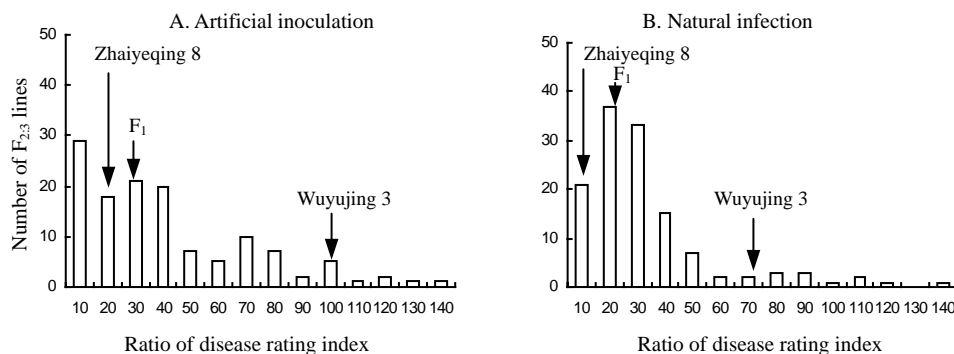 A. Artificial inoculation
Number of F2:3 lines
50
40
30
20
10
0
Zhaiyeqing 8
F1
Wuyujing 3
10 20 30 40 50 60 70 80 90 100 110 120 130 140
Ratio of disease rating index
B. Natural infection
50
40
30
20
10
0
Zhaiyeqing 8
F1
Wuyujing 3
10 20 30 40 50 60 70 80 90 100 110 120 130 140
Ratio of disease rating index